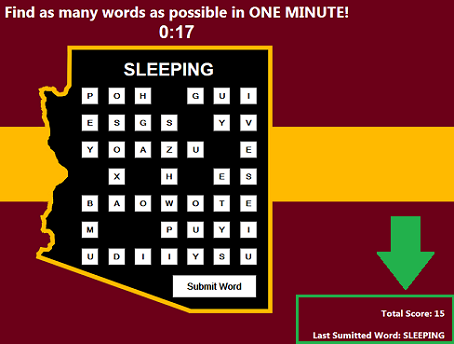 Find as many words as possible in ONE MINUTE!
0:17
SLEEPING
P O H G U I
E S G S Y V
Y O A Z U E
X H E S
B A O W O T E
M P U Y I
U D I I Y S U
Submit Word
Total Score: 15
Last Sumitted Word: SLEEPING